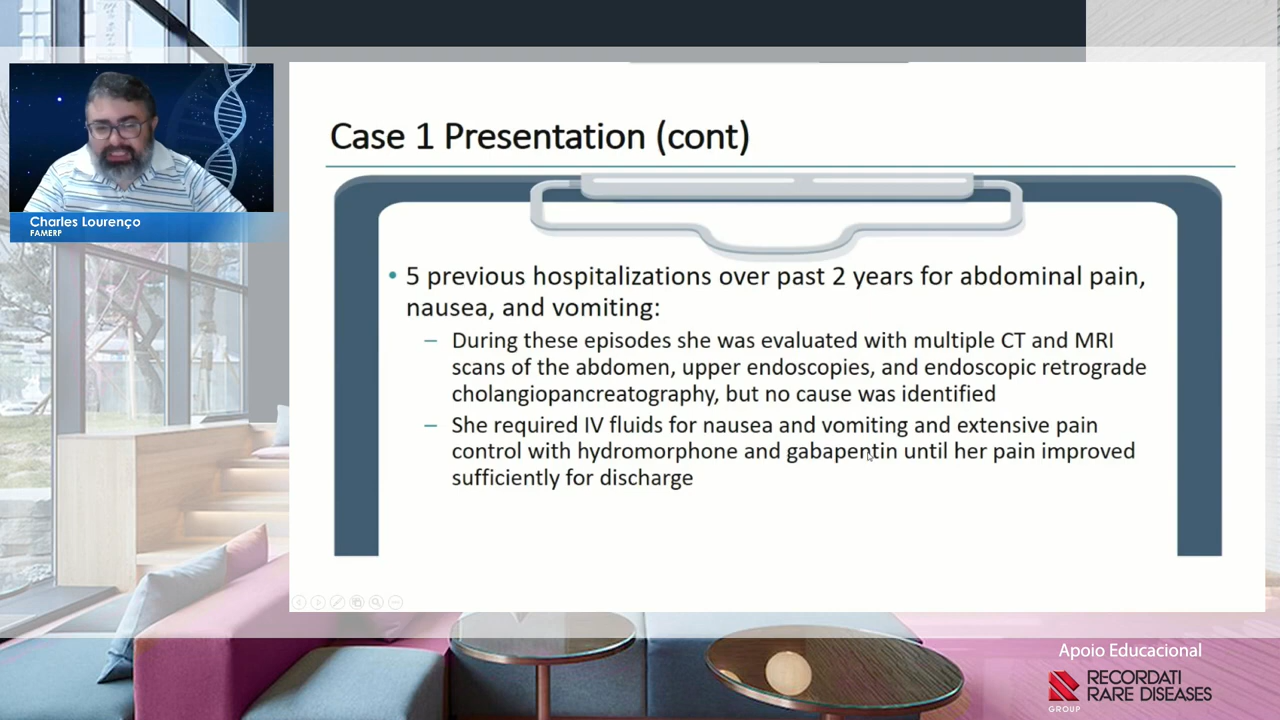 Charles Lourenço
FAMERP
Case 1 Presentation (cont)
• 5 previous hospitalizations over past 2 years for abdominal pain,
nausea, and vomiting:
– During these episodes she was evaluated with multiple CT and MRI
scans of the abdomen, upper endoscopies, and endoscopic retrograde
cholangiopancreatography, but no cause was identified
– She required IV fluids for nausea and vomiting and extensive pain
control with hydromorphone and gabapentin until her pain improved
sufficiently for discharge
Apoio Educacional
RECORDATI
RARE DISEASES
GROUP